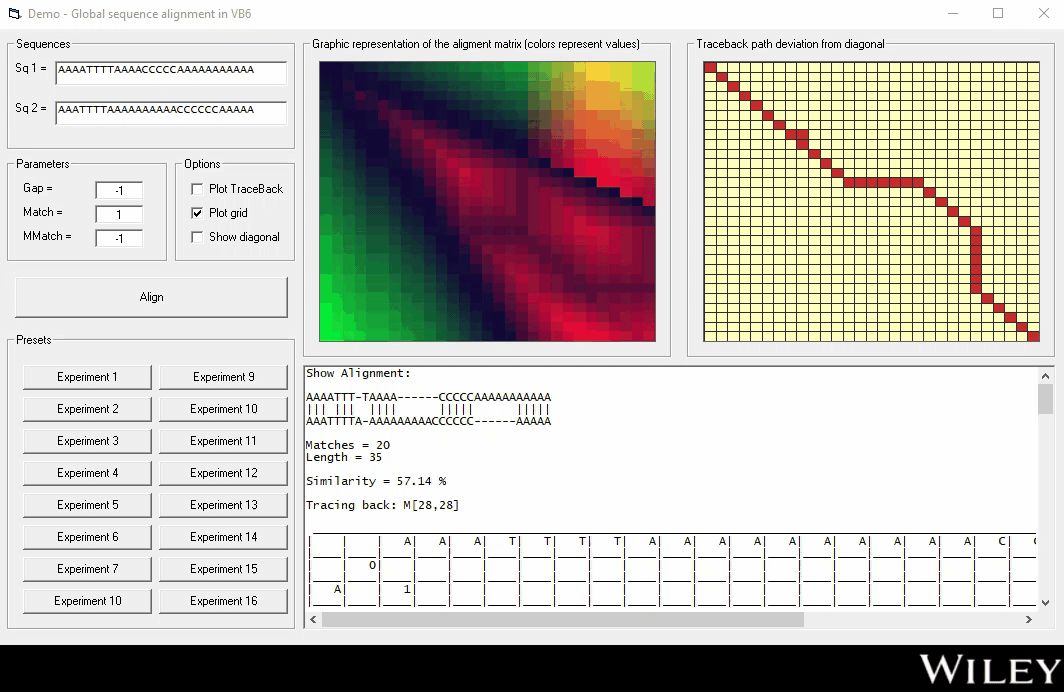 Demo - Global sequence alignment in VB6
Sequences
Sq 1 = AAAATTTTAAAACCCCCAAAAAAAAAAA
Sq 2 = AAATTTTAAAAAAAAAACCCCCCAAAAA
Parameters
Gap = -1
Match = 1
MMatch = -1
Options
Plot TraceBack
Plot grid
Show diagonal
Align
Presets
Experiment 1 Experiment 9
Experiment 2 Experiment 10
Experiment 3 Experiment 11
Experiment 4 Experiment 12
Experiment 5 Experiment 13
Experiment 6 Experiment 14
Experiment 7 Experiment 15
Experiment 10 Experiment 16
Graphic representation of the aligment matrix (colors represent values)
Traceback path deviation from diagonal
Show Alignment:
AAAATTT-TAAAA------CCCCCAAAAAAAAAAA
||| ||| |||| ||||| |||||
AAATTTTA-AAAAAAAAACCCCCC------AAAAA
Matches = 20
Length = 35
Similarity = 57.14 %
Tracing back: M[28,28]
| | | A| A| A| T| T| T| T| A| A| A| A| A| A| A| A| A| A| C|
| | 0| | | | | | | | | | | | | | | | | | |
| A| | 1| | | | | | | | | | | | | | | | | |
WILEY